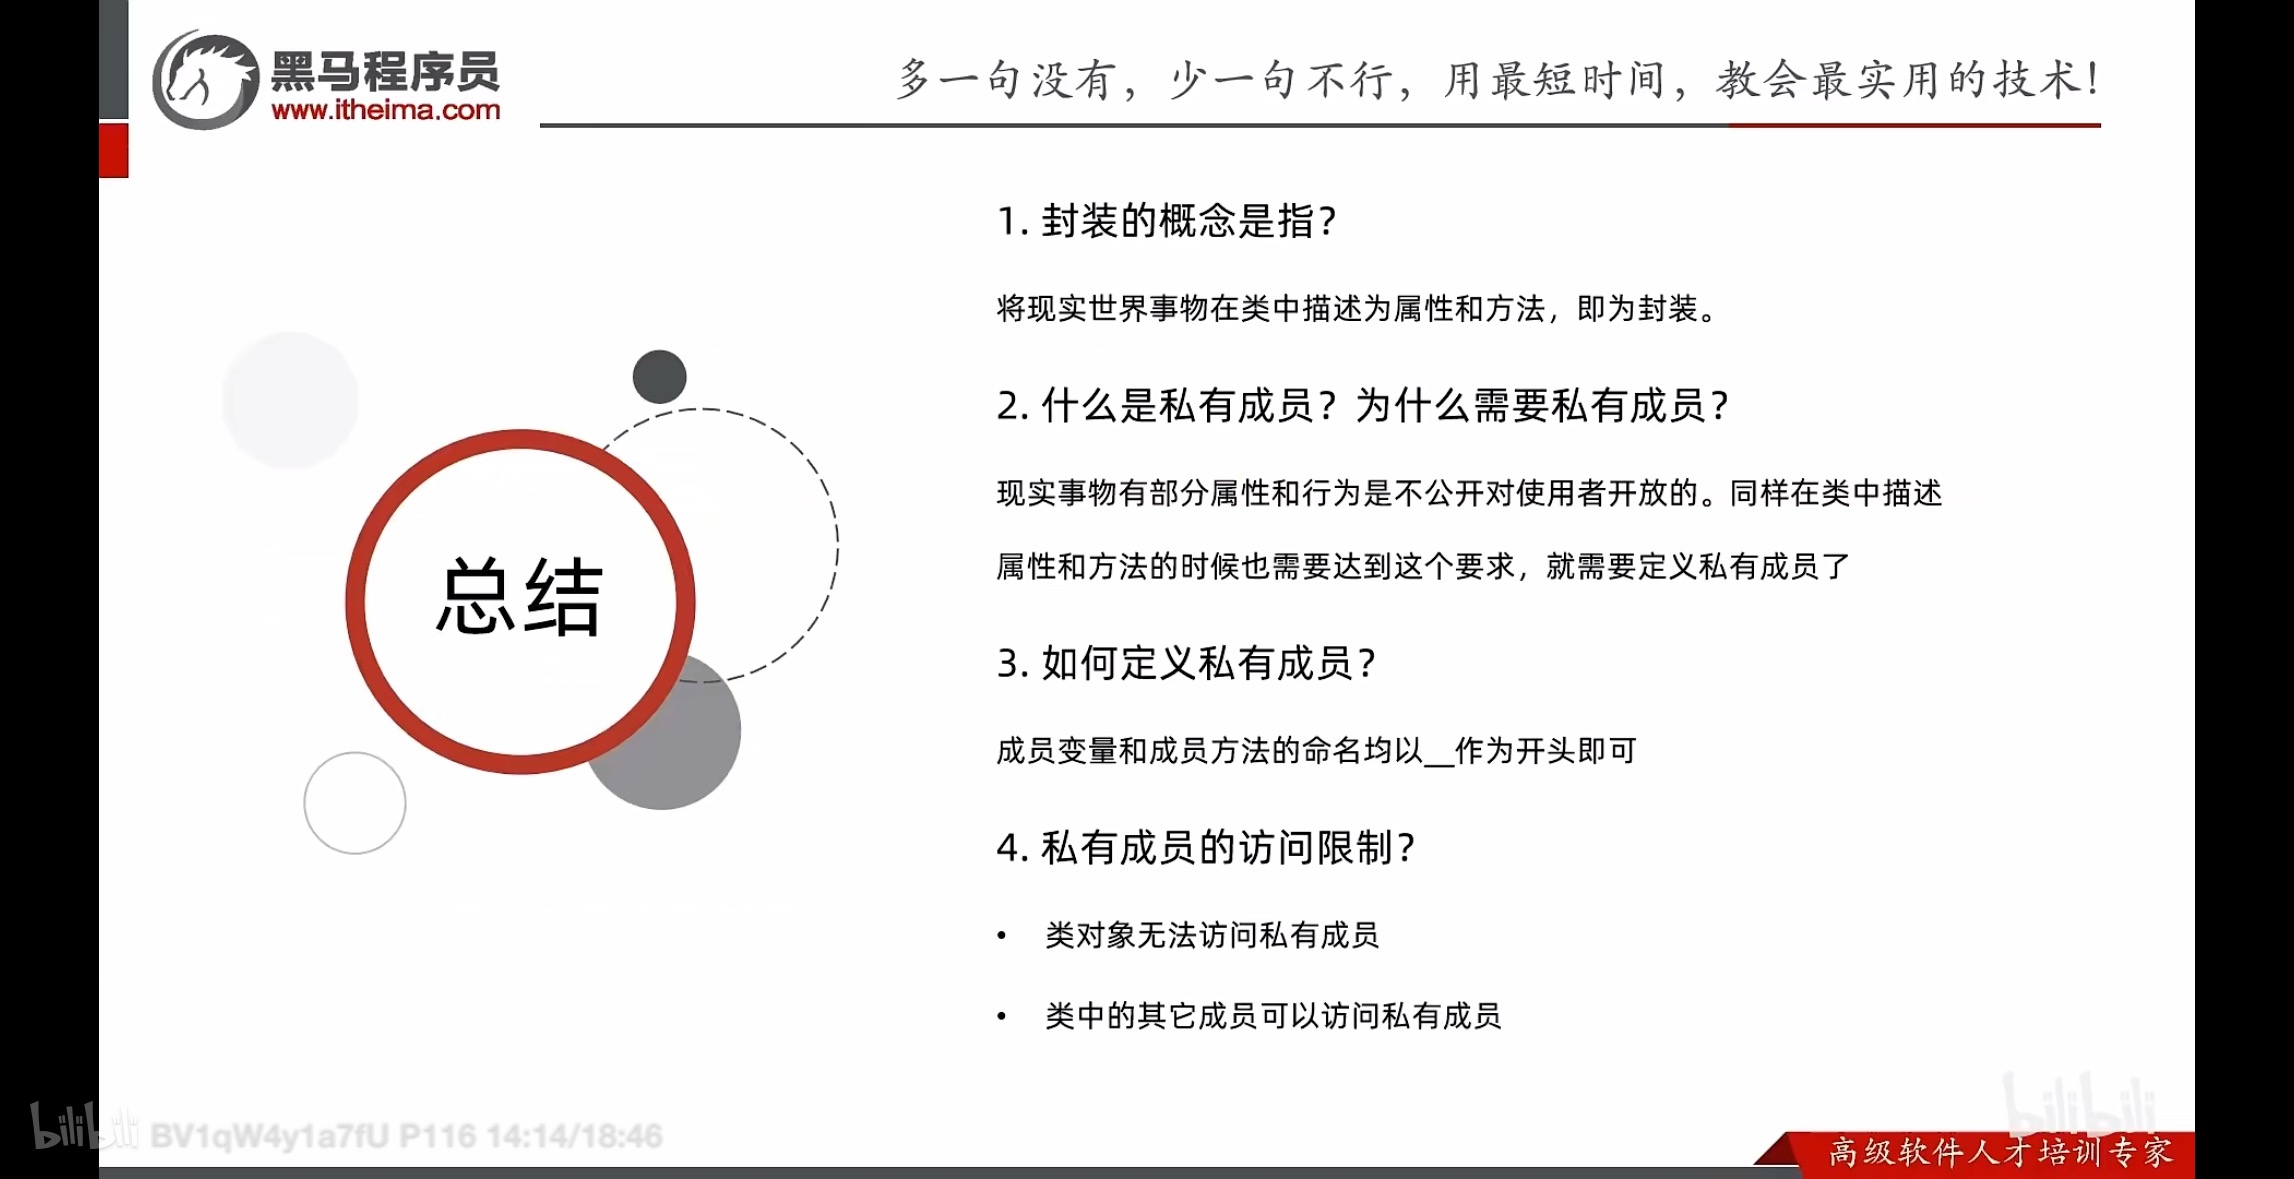 黑马程序员
www.itheima.com
多一句没有，少一句不行，用最短时间，教会最实用的技术！
总结
1. 封装的概念是指？
将现实世界事物在类中描述为属性和方法，即为封装。
2. 什么是私有成员？为什么需要私有成员？
现实事物有部分属性和行为是不公开对使用者开放的。同样在类中描述
属性和方法的时候也需要达到这个要求，就需要定义私有成员了
3. 如何定义私有成员？
成员变量和成员方法的命名均以__作为开头即可
4. 私有成员的访问限制？
• 类对象无法访问私有成员
• 类中的其它成员可以访问私有成员
bilibili BV1qW4y1a7fU P116 14:14/18:46
bilibili
高级软件人才培训专家